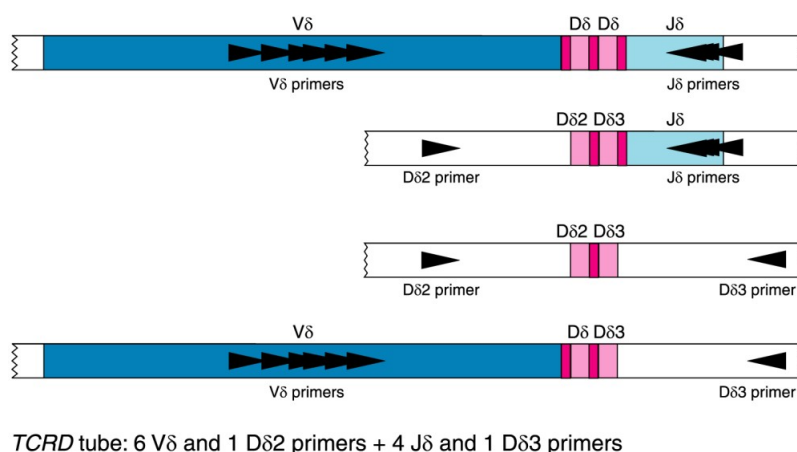 Vδ Dδ Dδ Jδ
Vδ primers Jδ primers
Dδ2 Dδ3 Jδ
Dδ2 primer Jδ primers
Dδ2 Dδ3
Dδ2 primer Dδ3 primer
Vδ Dδ Dδ3
Vδ primers Dδ3 primer
TCRD tube: 6 Vδ and 1 Dδ2 primers + 4 Jδ and 1 Dδ3 primers